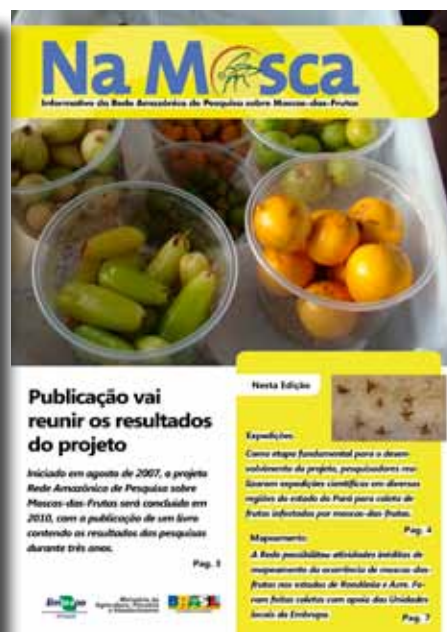 Na Mosca
Informativo da Rede Amazônica de Pesquisa sobre Moscas-das-Frutas
Publicação vai
reunir os resultados
do projeto
Iniciado em agosto de 2007, o projeto
Rede Amazônica de Pesquisa sobre
Moscas-das-Frutas será concluído em
2010, com a publicação de um livro
contendo os resultados das pesquisas
durante três anos.
Pag. 3
Nesta Edição
Expedições
Como etapa fundamental para o desen-
volvimento do projeto, pesquisadores rea-
lizaram expedições científicas em diversas
regiões do estado do Pará para coleta de
frutos infestados por moscas-das-frutas.
Pag. 4
Mapeamento
A Rede possibilitou atividades inéditas de
mapeamento da ocorrência de moscas-das-
frutas nos estados de Rondônia e Acre. Fo-
ram feitas coletas com apoio das Unidades
locais da Embrapa.
Pag. 7
Embrapa
Ministério da
Agricultura, Pecuária
e Abastecimento
BRASIL